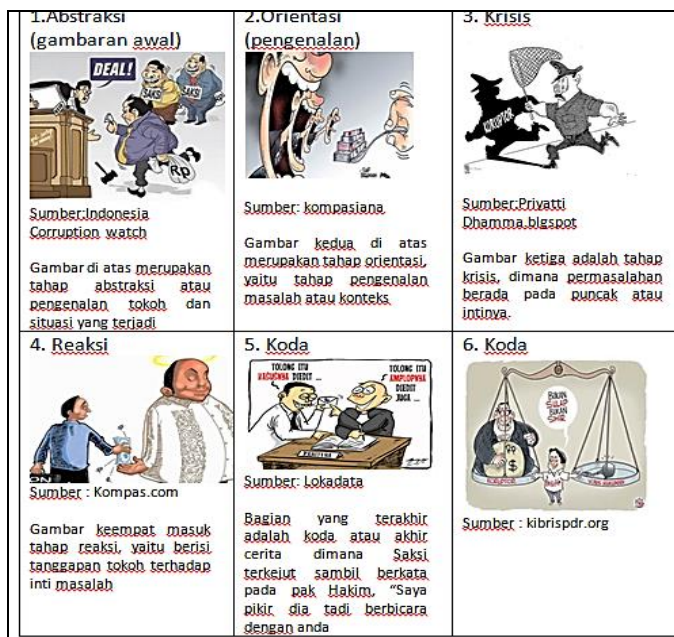 1.Abstraksi
(gambaran awal)
DEAL!
SAKSI
SAKSI
Rp
Sumber:Indonesia
Corruption watch
Gambar di atas merupakan
tahap abstraksi atau
pengenalan tokoh dan
situasi yang terjadi
2.Orientasi
(pengenalan)
Sumber: kompasiana
Gambar kedua di atas
merupakan tahap orientasi,
yaitu tahap pengenalan
masalah atau konteks
3. Krisis
KORUPTOR
Sumber:Priyatti
Dhamma.blgspot
Gambar ketiga adalah tahap
krisis, dimana permasalahan
berada pada puncak atau
intinya.
4. Reaksi
Sumber : Kompas.com
Gambar keempat masuk
tahap reaksi, yaitu berisi
tanggapan tokoh terhadap
inti masalah
5. Koda
TOLONG ITU
DIEDIT ...
TOLONG ITU
AMPLOPNYA
DIEDIT
JUGA ...
Sumber: Lokadata
Bagian yang terakhir
adalah koda atau akhir
cerita dimana Saksi
terkejut sambil berkata
pada pak Hakim, "Saya
pikir dia tadi berbicara
dengan anda
6. Koda
BUKAN
SULAP
BUKAN
SIHIR
$
KORUPTOR
Sumber : kibrispdr.org